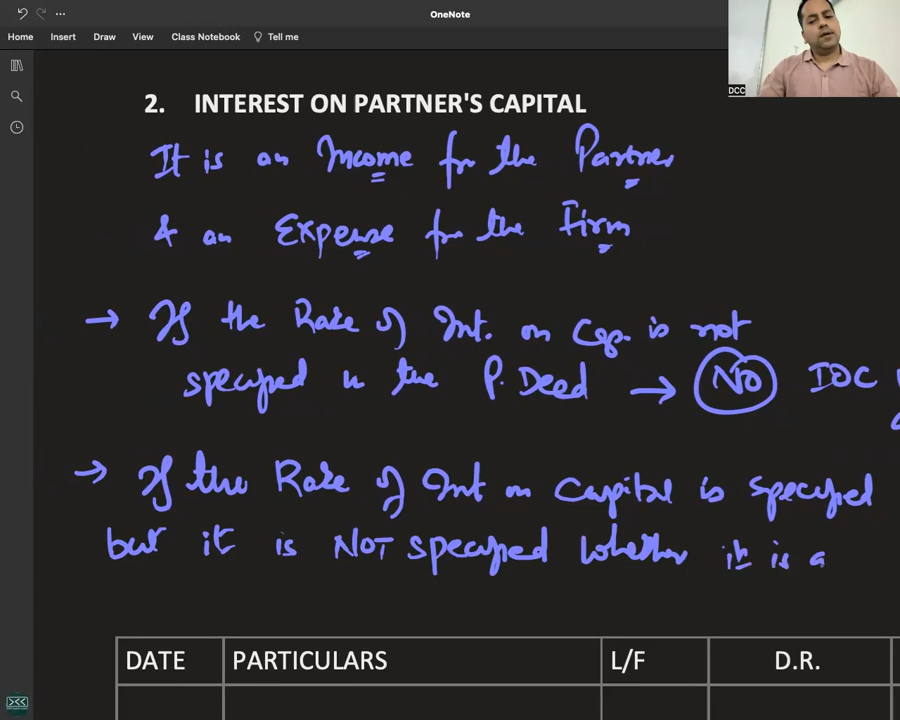 OneNote
Home Insert Draw View Class Notebook Tell me
DCC
2. INTEREST ON PARTNER'S CAPITAL
It is an Income for the Partner
& an Expense for the Firm
→ If the Rate of Int. on Cap. is not
specified in the P. Deed → NO IOC
→ If the Rate of Int on Capital is specified
but it is NOT specified whether it is a
DATE PARTICULARS L/F D.R.